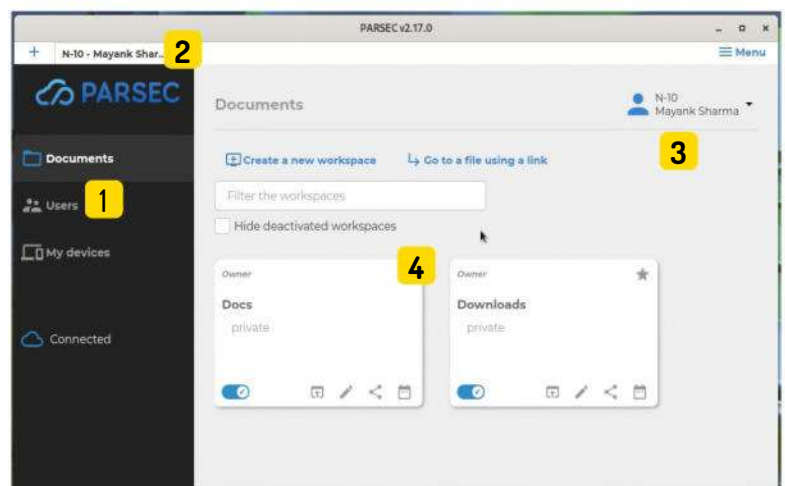 PARSEC v2.17.0
+ N-10 - Mayank Shar.. 2
Menu
PARSEC
Documents
Users 1
My devices
Connected
Documents
N-10
Mayank Sharma
3
Create a new workspace Go to a file using a link
Filter the workspaces
Hide deactivated workspaces
4
Owner
Docs
private
Owner
Downloads
private